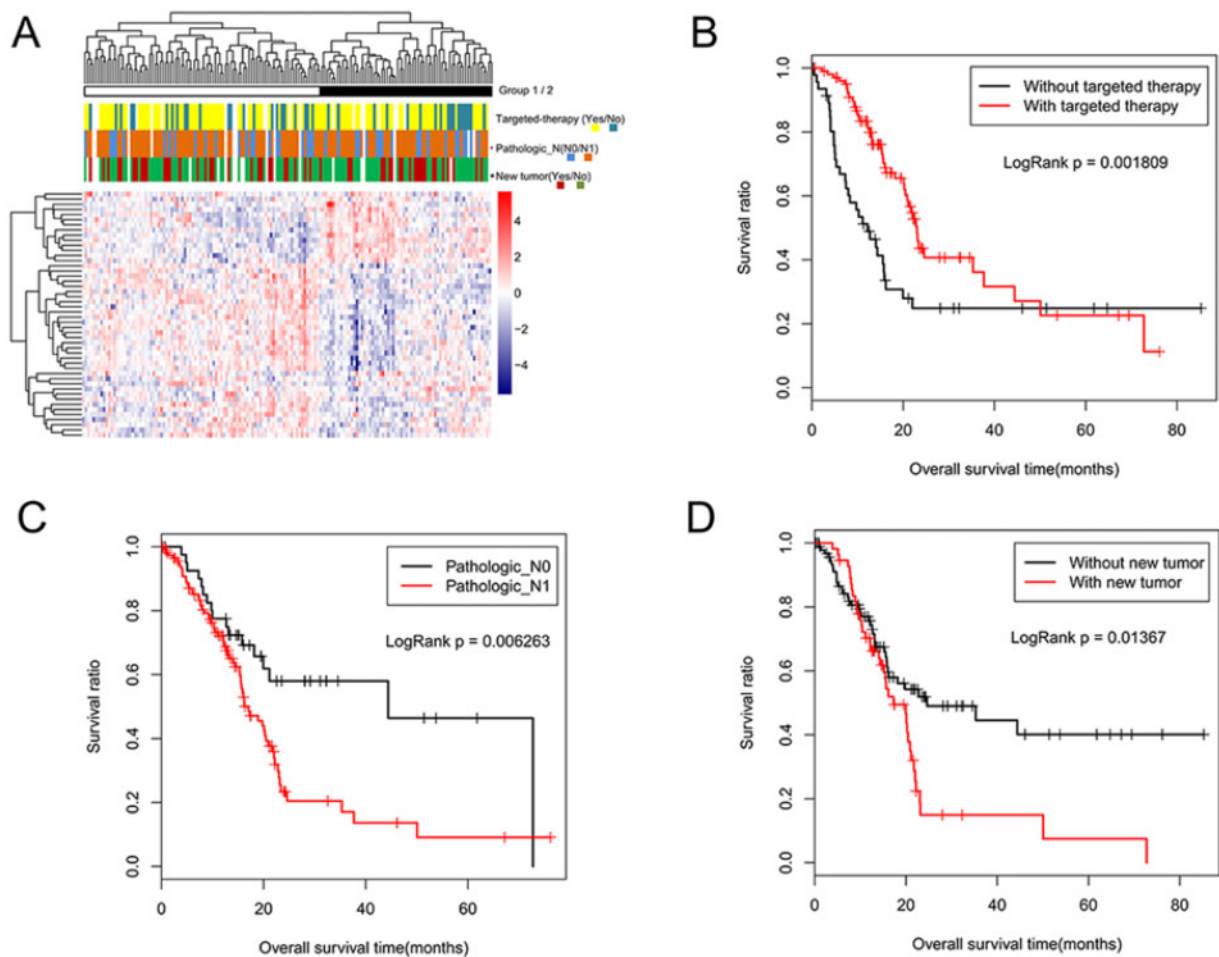 A
Group 1 / 2
Targeted-therapy (Yes/No)
Pathologic_N(N0/N1)
New tumor(Yes/No)
4
2
0
−2
−4
B
Without targeted therapy
With targeted therapy
LogRank p = 0.001809
Survival ratio
1.0
0.8
0.6
0.4
0.2
0.0
0 20 40 60 80
Overall survival time(months)
C
Pathologic_N0
Pathologic_N1
LogRank p = 0.006263
Survival ratio
1.0
0.8
0.6
0.4
0.2
0.0
0 20 40 60
Overall survival time(months)
D
Without new tumor
With new tumor
LogRank p = 0.01367
Survival ratio
1.0
0.8
0.6
0.4
0.2
0.0
0 20 40 60 80
Overall survival time(months)